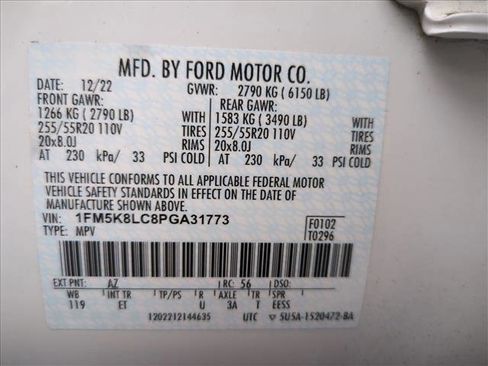 MFD. BY FORD MOTOR CO.
DATE: 12/22 GVWR: 2790 KG ( 6150 LB)
FRONT GAWR: REAR GAWR:
1266 KG ( 2790 LB) WITH 1583 KG ( 3490 LB) WITH
255/55R20 110V TIRES 255/55R20 110V TIRES
20x8.0J RIMS 20x8.0J RIMS
AT 230 kPa/ 33 PSI COLD AT 230 kPa/ 33 PSI COLD
THIS VEHICLE CONFORMS TO ALL APPLICABLE FEDERAL MOTOR
VEHICLE SAFETY STANDARDS IN EFFECT ON THE DATE OF
MANUFACTURE SHOWN ABOVE.
VIN: 1FM5K8LC8PGA31773 F0102
TYPE: MPV T0296
EXT PNT: AZ RC: 56 DSO:
WB INT TR TP/PS R AXLE TR SPR
119 ET U 3A T EESS
1202212144635 UTC 5U5A-1520472-BA